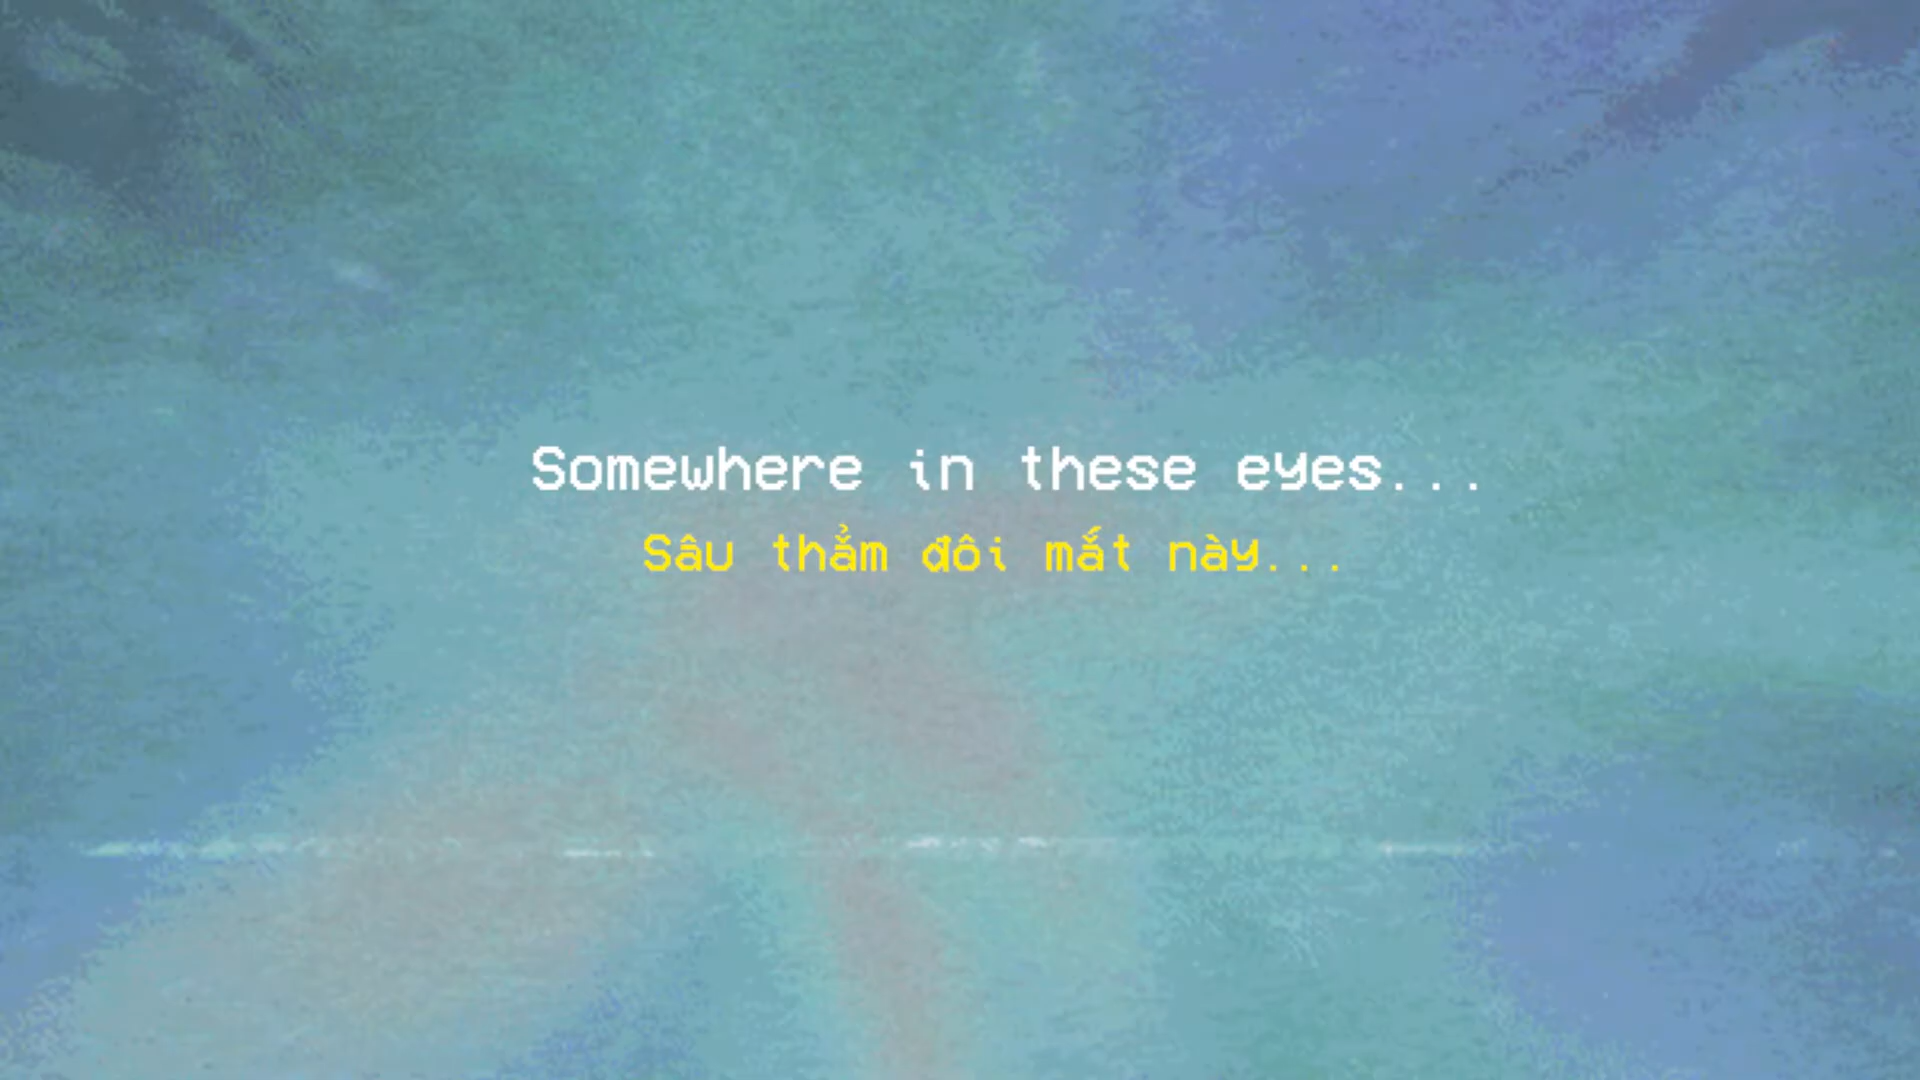 Somewhere in these eyes...
Sâu thẳm đôi mắt này...